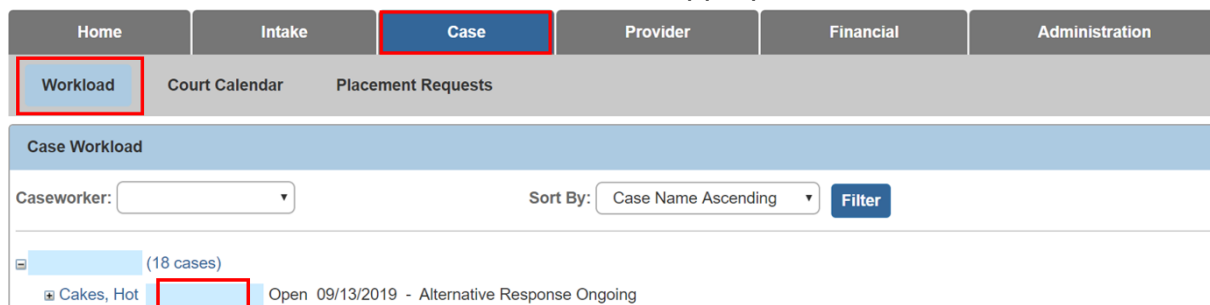 Home Intake Case Provider Financial Administration
Workload Court Calendar Placement Requests
Case Workload
Caseworker: Sort By: Case Name Ascending Filter
(18 cases)
Cakes, Hot Open 09/13/2019 - Alternative Response Ongoing